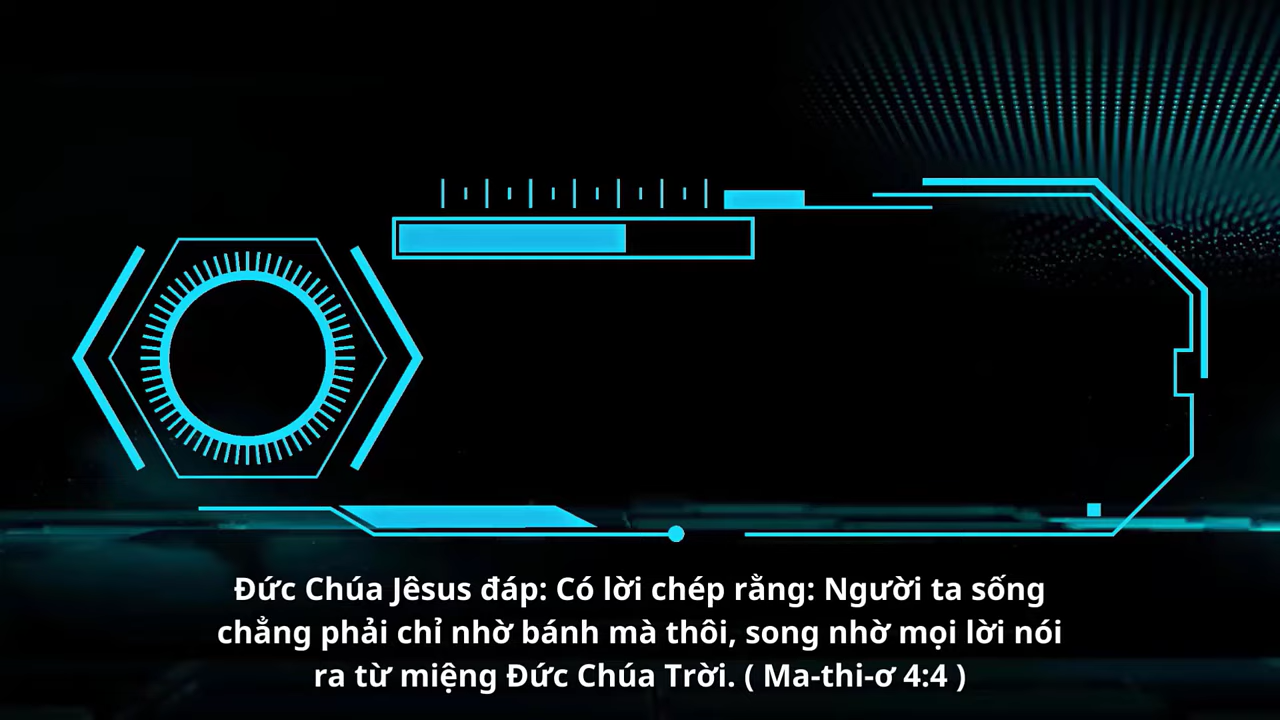 Đức Chúa Jêsus đáp: Có lời chép rằng: Người ta sống
chẳng phải chỉ nhờ bánh mà thôi, song nhờ mọi lời nói
ra từ miệng Đức Chúa Trời. ( Ma-thi-ơ 4:4 )